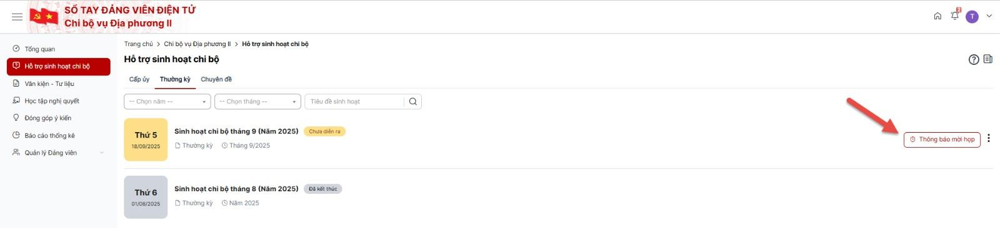 SỔ TAY ĐẢNG VIÊN ĐIỆN TỬ
Chi bộ vụ Địa phương II
2
T
Tổng quan
Hỗ trợ sinh hoạt chi bộ
Văn kiện - Tư liệu
Học tập nghị quyết
Đóng góp ý kiến
Báo cáo thống kê
Quản lý Đảng viên
Trang chủ > Chi bộ vụ Địa phương II > Hỗ trợ sinh hoạt chi bộ
Hỗ trợ sinh hoạt chi bộ
Cấp ủy Thường kỳ Chuyên đề
-- Chọn năm -- -- Chọn tháng -- Tiêu đề sinh hoạt
Thứ 5
18/09/2025
Sinh hoạt chi bộ tháng 9 (Năm 2025) Chưa diễn ra
Thường kỳ Tháng 9/2025
Thông báo mời họp
Thứ 6
01/08/2025
Sinh hoạt chi bộ tháng 8 (Năm 2025) Đã kết thúc
Thường kỳ Năm 2025